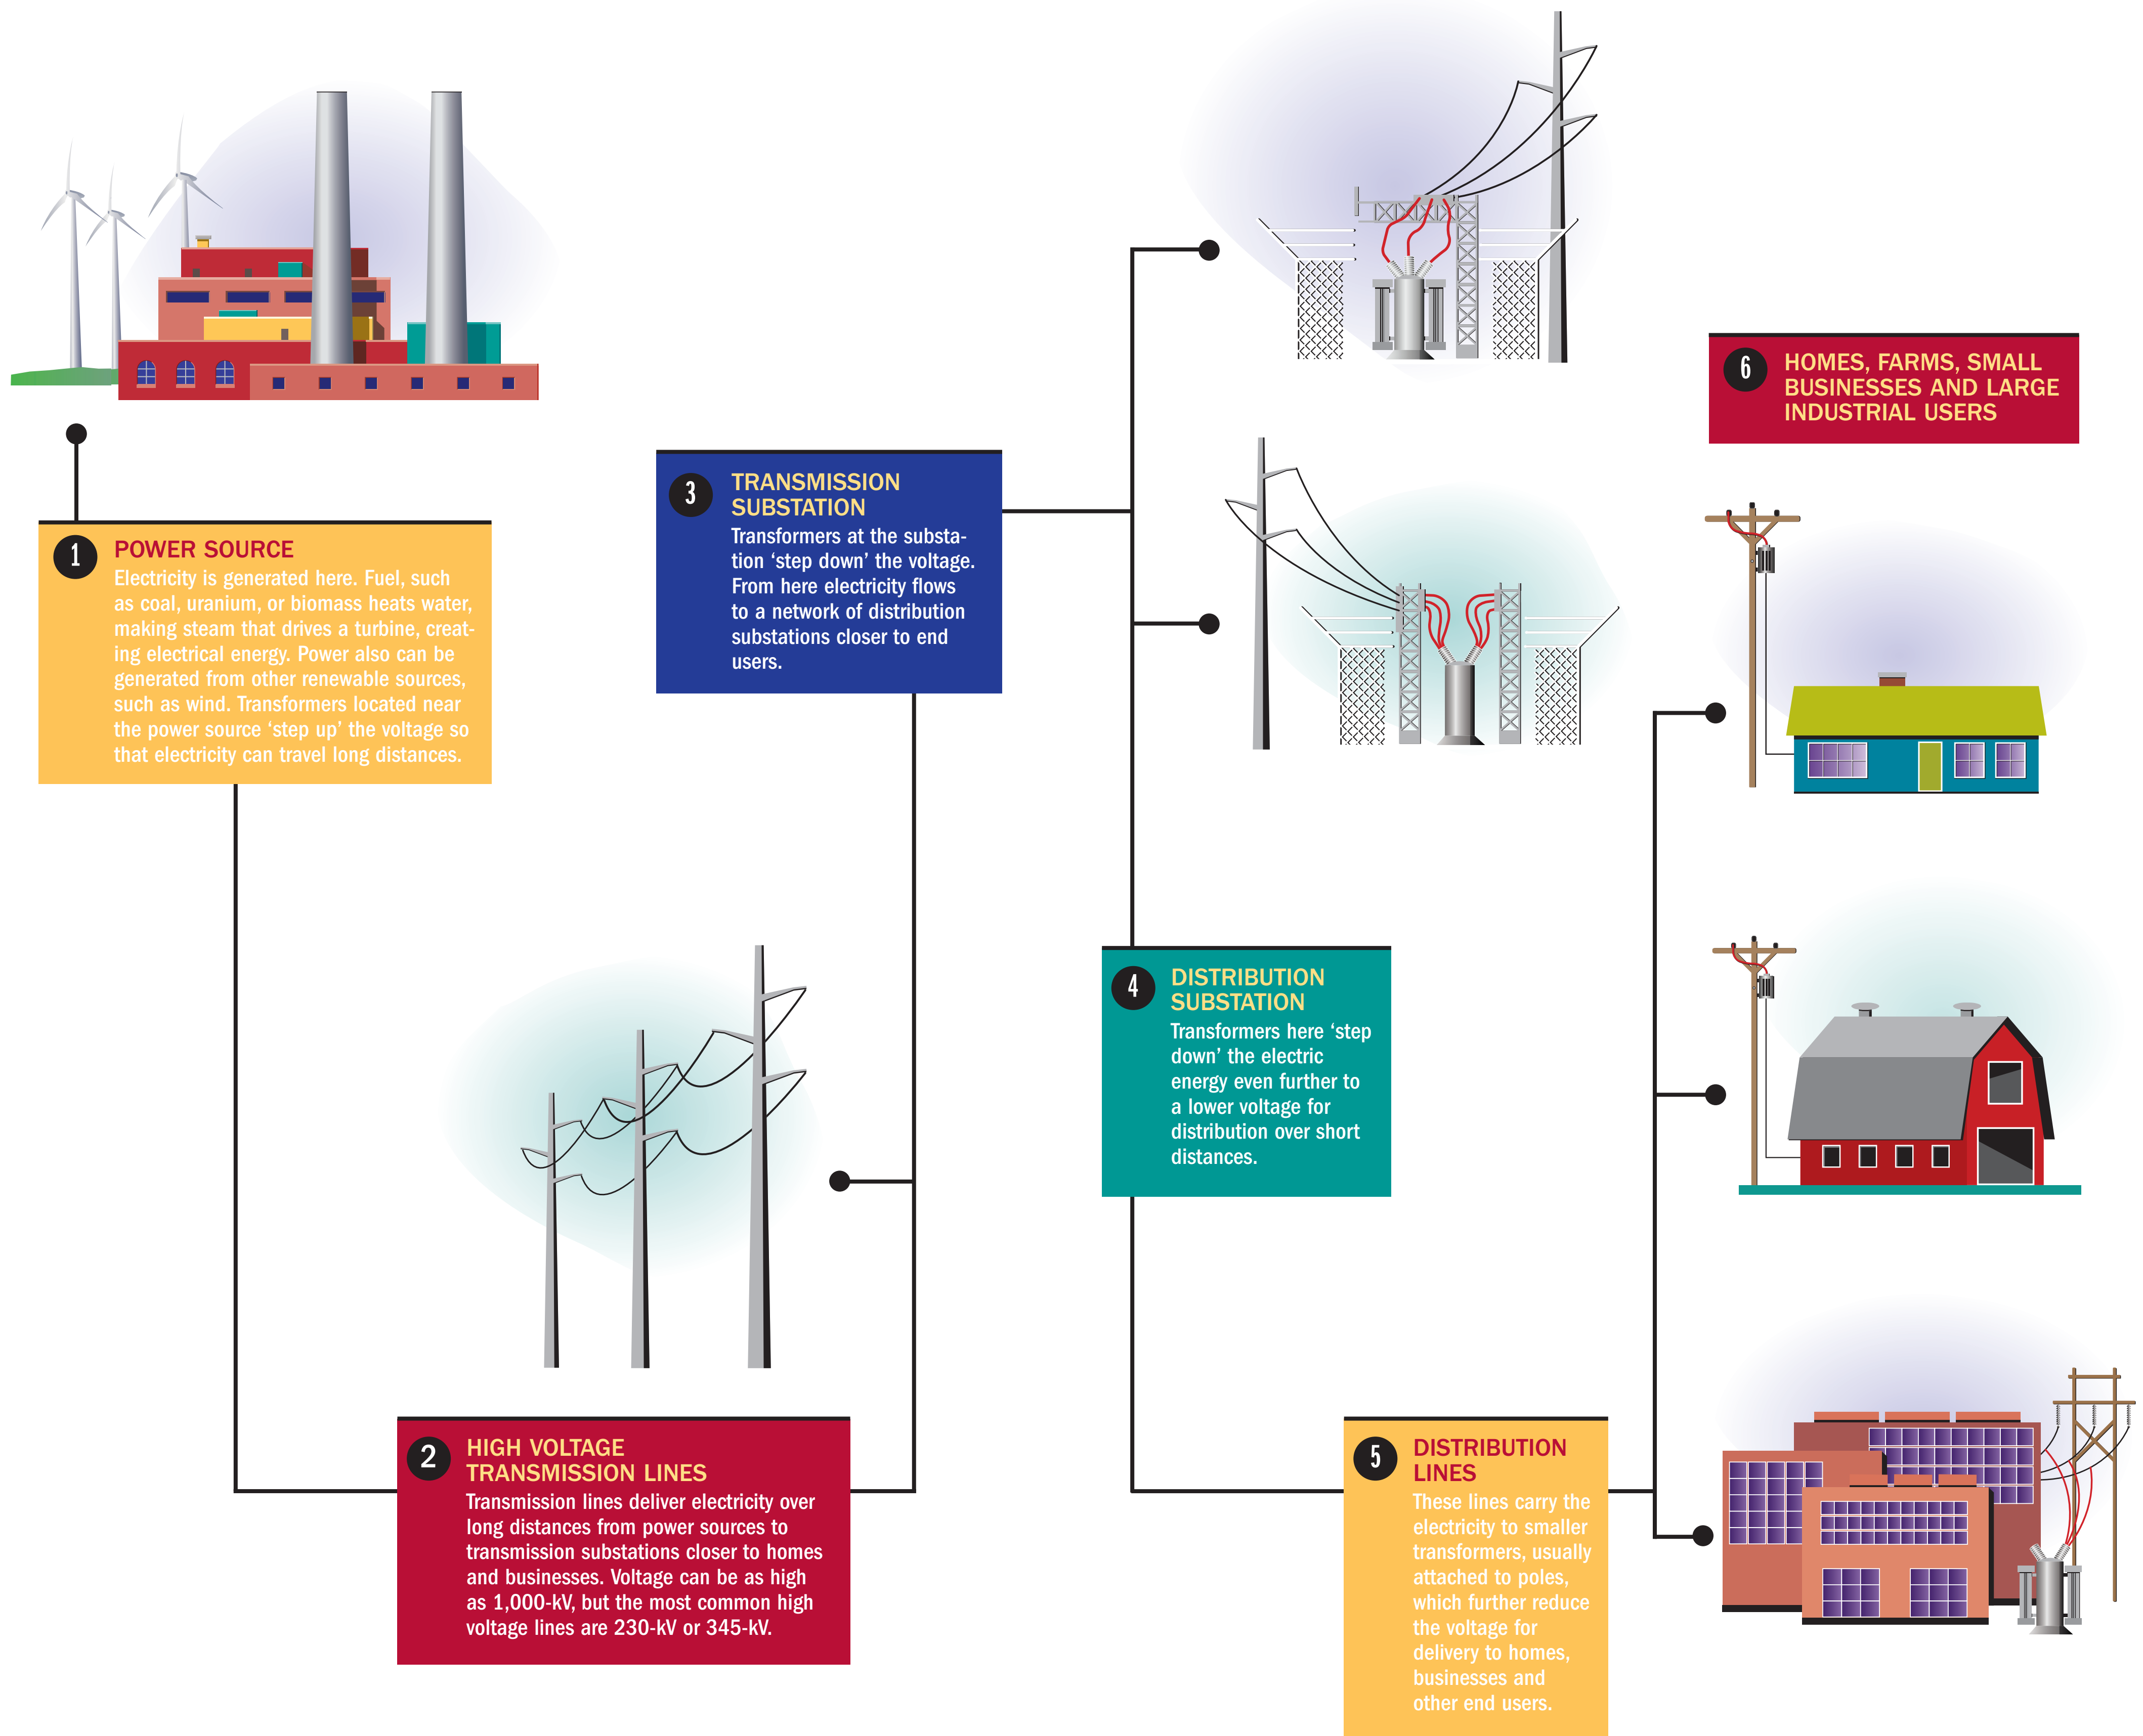 1
POWER SOURCE
Electricity is generated here. Fuel, such
as coal, uranium, or biomass heats water,
making steam that drives a turbine, creat-
ing electrical energy. Power also can be
generated from other renewable sources,
such as wind. Transformers located near
the power source ‘step up’ the voltage so
that electricity can travel long distances.
2
HIGH VOLTAGE
TRANSMISSION LINES
Transmission lines deliver electricity over
long distances from power sources to
transmission substations closer to homes
and businesses. Voltage can be as high
as 1,000-kV, but the most common high
voltage lines are 230-kV or 345-kV.
3
TRANSMISSION
SUBSTATION
Transformers at the substa-
tion ‘step down’ the voltage.
From here electricity flows
to a network of distribution
substations closer to end
users.
4
DISTRIBUTION
SUBSTATION
Transformers here ‘step
down’ the electric
energy even further to
a lower voltage for
distribution over short
distances.
5
DISTRIBUTION
LINES
These lines carry the
electricity to smaller
transformers, usually
attached to poles,
which further reduce
the voltage for
delivery to homes,
businesses and
other end users.
6
HOMES, FARMS, SMALL
BUSINESSES AND LARGE
INDUSTRIAL USERS